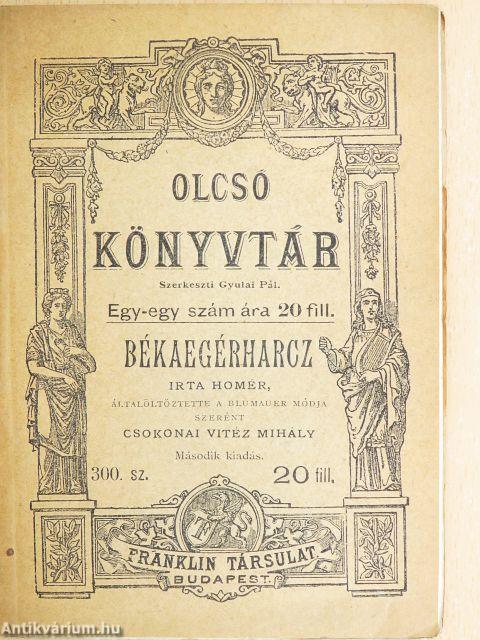 OLCSÓ
KÖNYVTÁR
Szerkeszti Gyulai Pál.
Egy-egy szám ára 20 fill.
BÉKAEGÉRHARCZ
IRTA HOMÉR,
ÁLTALÖLTÖZTETTE A BLUMAUER MÓDJA
SZERÉNT
CSOKONAI VITÉZ MIHÁLY
Második kiadás.
300. sz. 20 fill.
FRANKLIN TÁRSULAT
BUDAPEST.
Antikvárium.hu